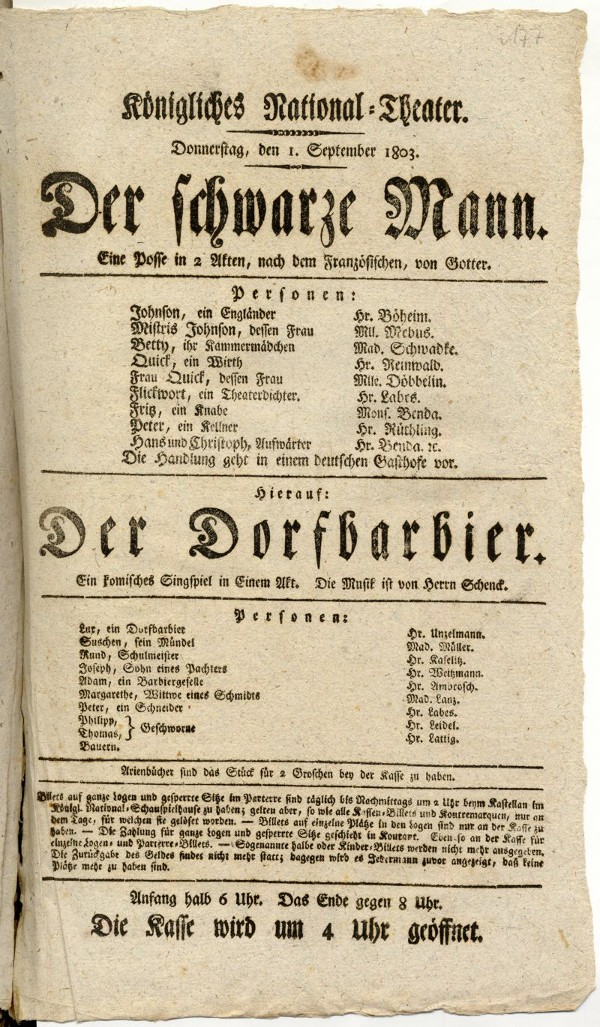 217
Königliches National-Theater.
Donnerstag, den 1. September 1803.
Der schwarze Mann.
Eine Posse in 2 Akten, nach dem Französischen, von Gotter.
Personen:
Johnson, ein Engländer Hr. Böheim.
Mistris Johnson, dessen Frau Mll. Mebus.
Betty, ihr Kammermädchen Mad. Schwadke.
Quick, ein Wirth Hr. Reinwald.
Frau Quick, dessen Frau Mlle. Döbbelin.
Flickwort, ein Theaterdichter. Hr. Labes.
Fritz, ein Knabe Mons. Benda.
Peter, ein Kellner Hr. Rüthling.
Hans und Christoph, Aufwärter Hr. Benda. ꝛc.
Die Handlung geht in einem deutschen Gasthofe vor.
Hierauf:
Der Dorfbarbier.
Ein komisches Singspiel in Einem Akt. Die Musik ist von Herrn Schenck.
Personen:
Lux, ein Dorfbarbier Hr. Unzelmann.
Suschen, sein Mündel Mad. Müller.
Rund, Schulmeister Hr. Kaselitz.
Joseph, Sohn eines Pachters Hr. Weitzmann.
Adam, ein Barbiergeselle Hr. Ambrosch.
Margarethe, Wittwe eines Schmidts Mad. Lanz.
Peter, ein Schneider Hr. Labes.
Philipp, } Geschworne Hr. Leidel.
Thomas, Hr. Lattig.
Bauern.
Arienbücher sind das Stück für 2 Groschen bey der Kasse zu haben.
Billets auf ganze Logen und gesperrte Sitze im Parterre sind täglich bis Nachmittags um 2 Uhr beym Kastellan im
Königl. National-Schauspielhause zu haben; gelten aber, so wie alle Kassen-Billets und Kontremarquen, nur an
dem Tage, für welchen sie gelöset worden. — Billets auf einzelne Plätze in den Logen sind nur an der Kasse zu
haben. — Die Zahlung für ganze Logen und gesperrte Sitze geschieht in Kourant. Eben so an der Kasse für
einzelne Logen- und Parterre-Billets. — Sogenannte halbe oder Kinder-Billets werden nicht mehr ausgegeben.
Die Zurückgabe des Geldes findet nicht mehr statt; dagegen wird es Jedermann zuvor angezeigt, daß keine
Plätze mehr zu haben sind.
Anfang halb 6 Uhr. Das Ende gegen 8 Uhr.
Die Kasse wird um 4 Uhr geöffnet.